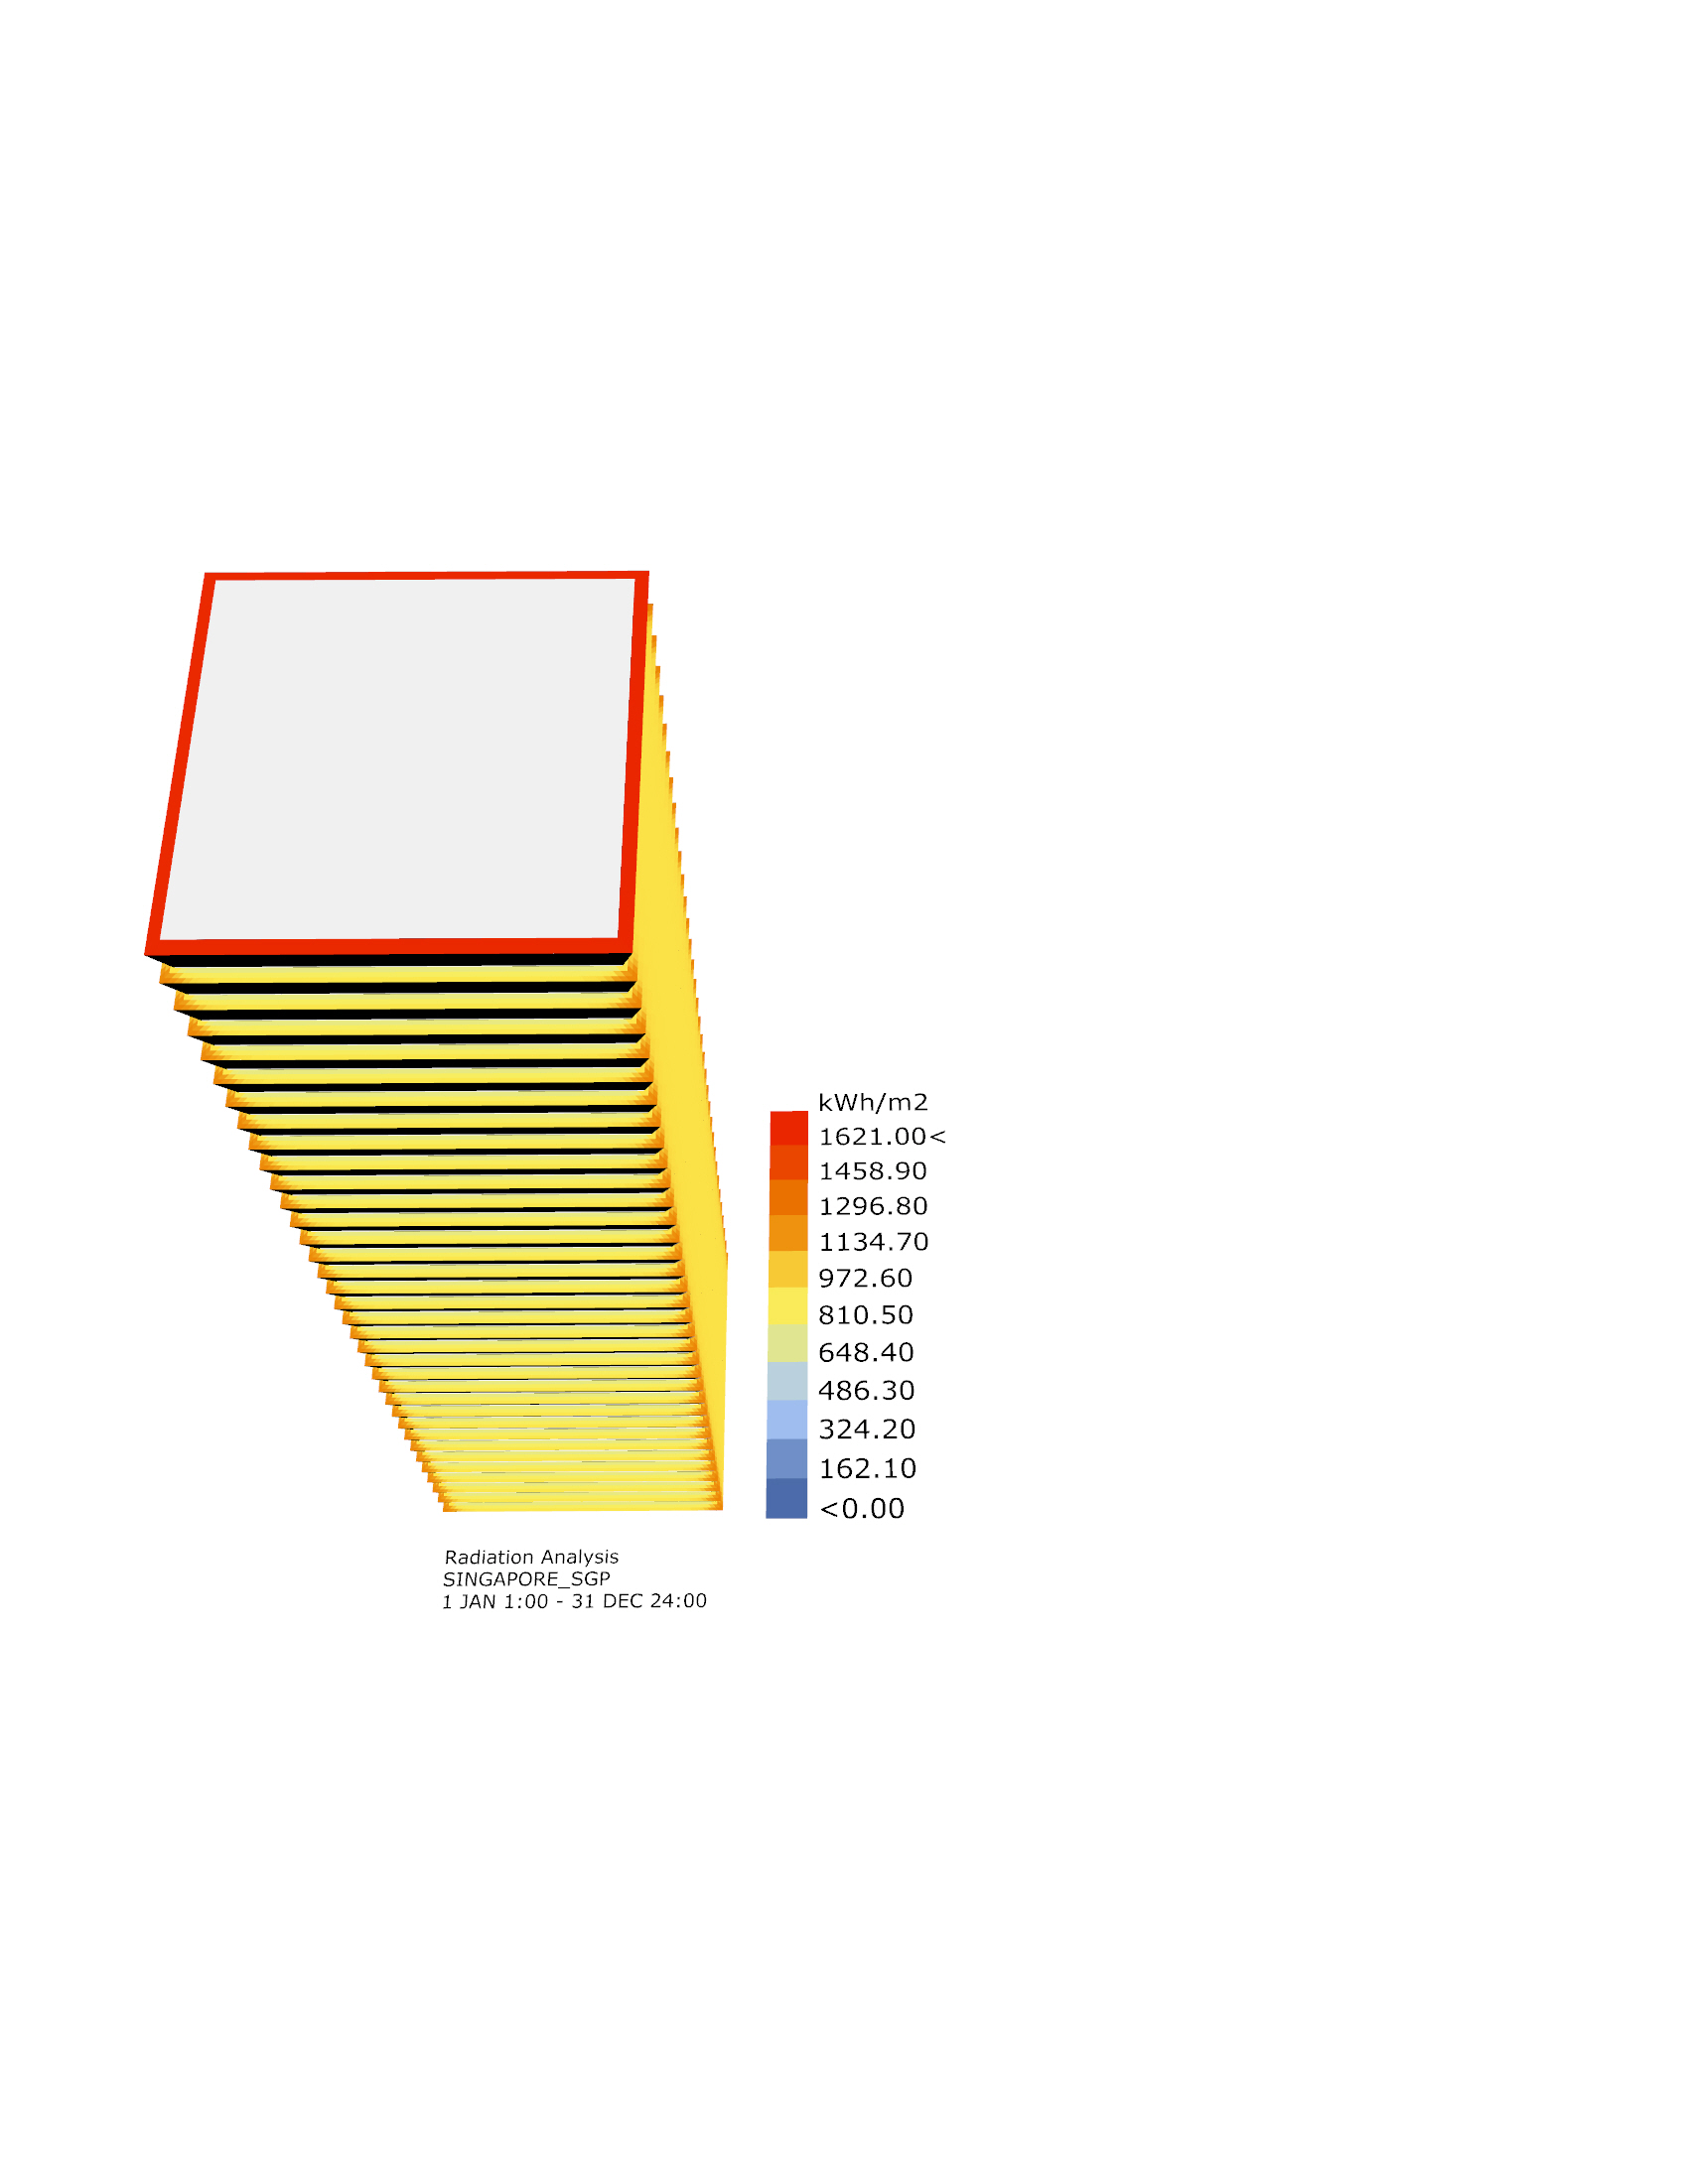 kWh/m2
1621.00<
1458.90
1296.80
1134.70
972.60
810.50
648.40
486.30
324.20
162.10
<0.00
Radiation Analysis
SINGAPORE_SGP
1 JAN 1:00 - 31 DEC 24:00